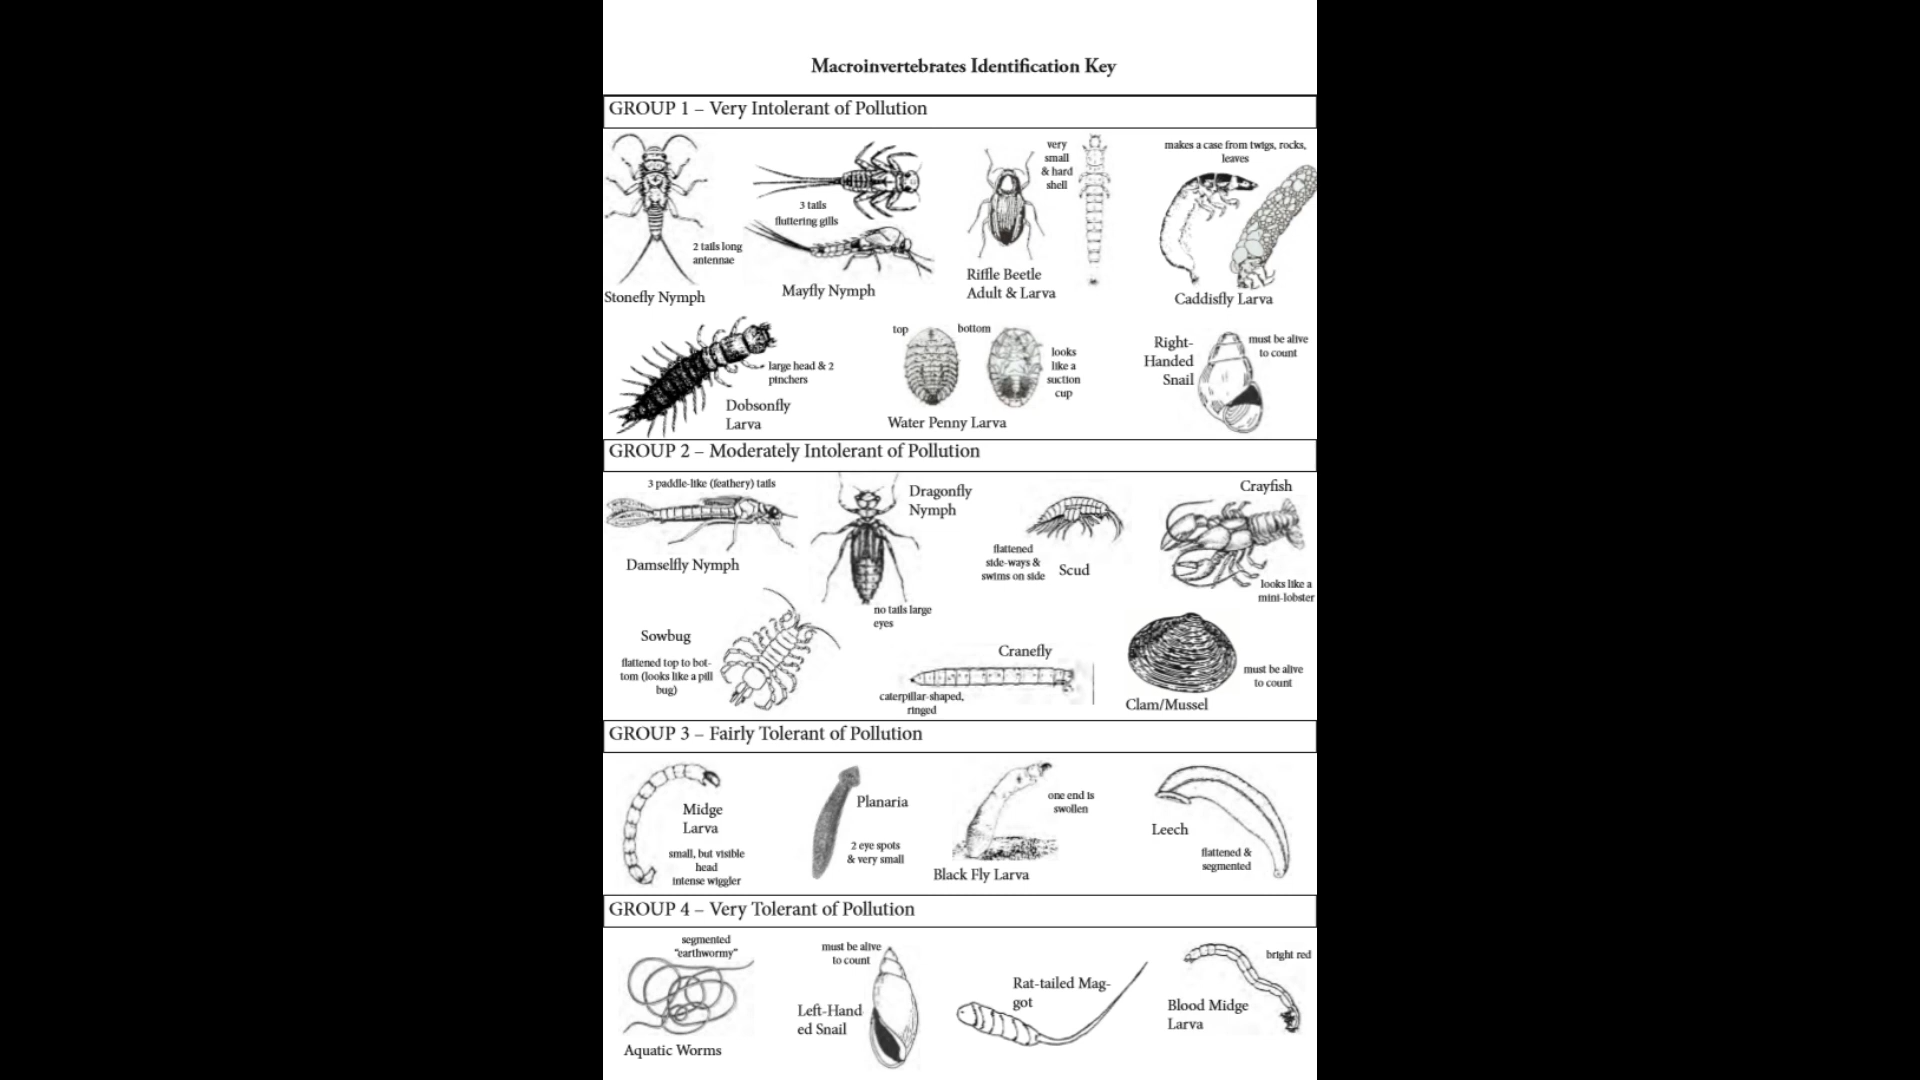 Macroinvertebrates Identification Key
GROUP 1 – Very Intolerant of Pollution
2 tails long
antennae
Stonefly Nymph
3 tails
fluttering gills
Mayfly Nymph
very
small
& hard
shell
Riffle Beetle
Adult & Larva
makes a case from twigs, rocks,
leaves
Caddisfly Larva
large head & 2
pinchers
Dobsonfly
Larva
top
bottom
looks
like a
suction
cup
Water Penny Larva
Right-
Handed
Snail
must be alive
to count
GROUP 2 – Moderately Intolerant of Pollution
3 paddle-like (feathery) tails
Damselfly Nymph
Dragonfly
Nymph
no tails large
eyes
flattened
side-ways &
swims on side
Scud
Crayfish
looks like a
mini-lobster
Sowbug
flattened top to bot-
tom (looks like a pill
bug)
Cranefly
caterpillar-shaped,
ringed
must be alive
to count
Clam/Mussel
GROUP 3 – Fairly Tolerant of Pollution
Midge
Larva
small, but visible
head
intense wiggler
Planaria
2 eye spots
& very small
one end is
swollen
Black Fly Larva
Leech
flattened &
segmented
GROUP 4 – Very Tolerant of Pollution
segmented
"earthwormy"
Aquatic Worms
must be alive
to count
Left-Hand
ed Snail
Rat-tailed Mag-
got
bright red
Blood Midge
Larva